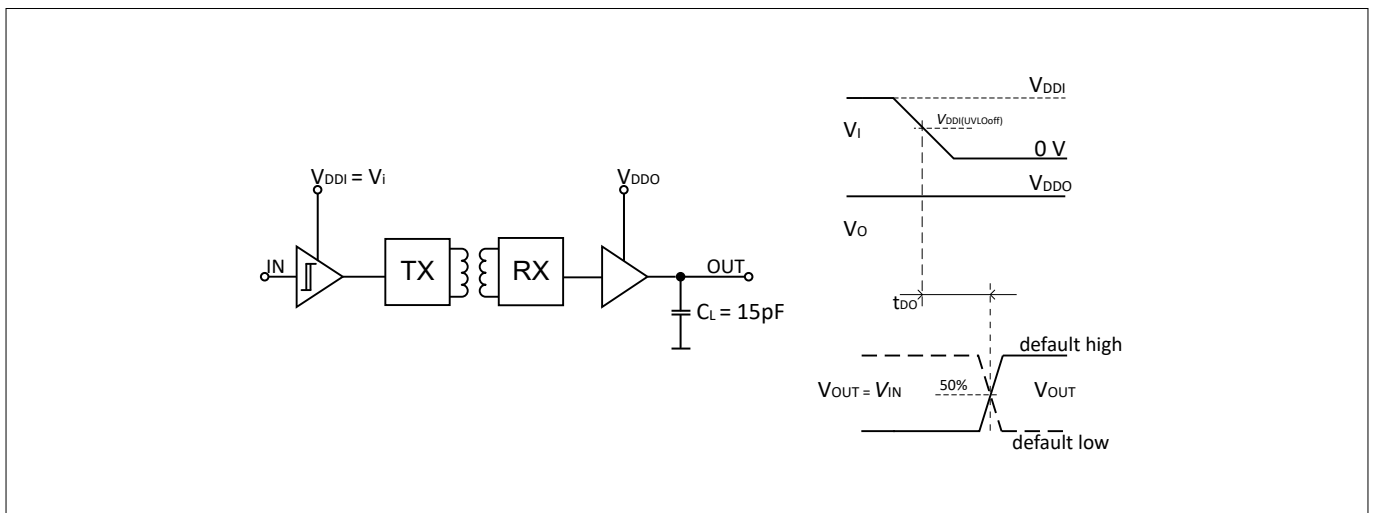 VDDI = Vi
VDDO
IN
TX
RX
OUT
CL = 15pF
VDDI
VI
VDDI(UVLOoff)
0 V
VDDO
VO
tDO
default high
VOUT = VIN
50%
VOUT
default low